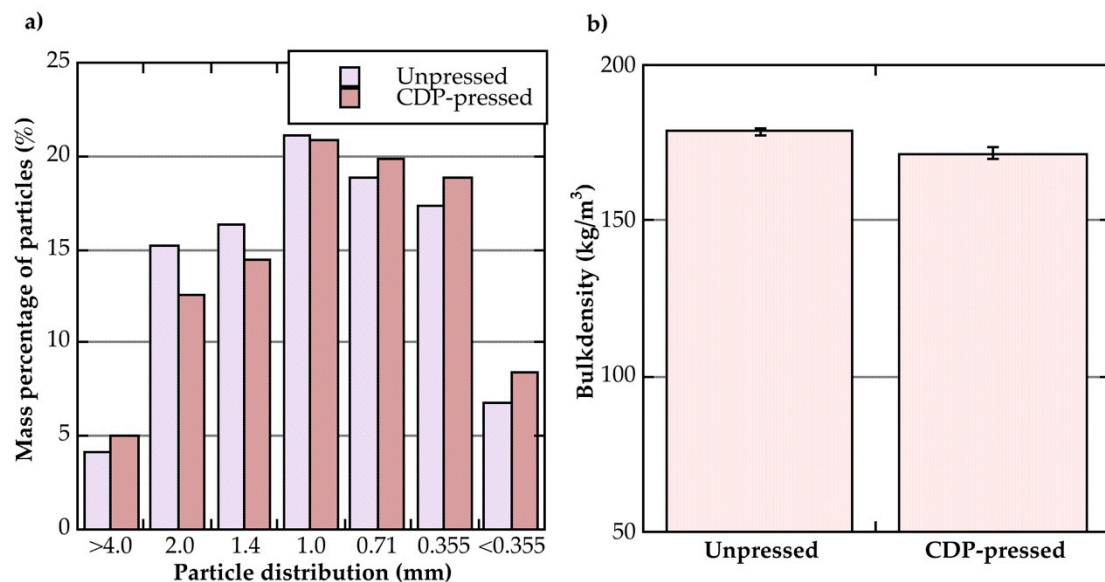 a)
25
20
15
10
5
0
Mass percentage of particles (%)
Unpressed
CDP-pressed
>4.0 2.0 1.4 1.0 0.71 0.355 <0.355
Particle distribution (mm)
b)
200
150
100
50
Bulkdensity (kg/m³)
Unpressed CDP-pressed